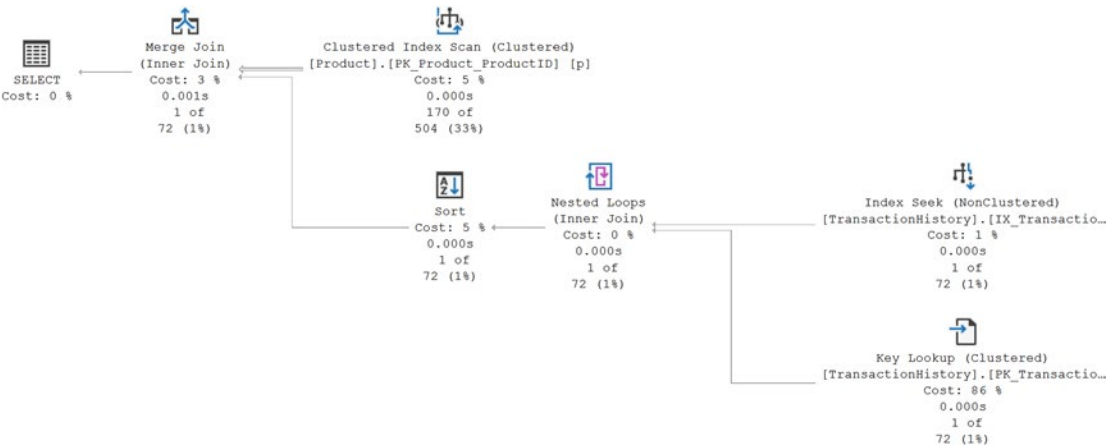 SELECT
Cost: 0 %
Merge Join
(Inner Join)
Cost: 3 %
0.001s
1 of
72 (1%)
Clustered Index Scan (Clustered)
[Product].[PK_Product_ProductID] [p]
Cost: 5 %
0.000s
170 of
504 (33%)
Sort
Cost: 5 %
0.000s
1 of
72 (1%)
Nested Loops
(Inner Join)
Cost: 0 %
0.000s
1 of
72 (1%)
Index Seek (NonClustered)
[TransactionHistory].[IX_Transactio…
Cost: 1 %
0.000s
1 of
72 (1%)
Key Lookup (Clustered)
[TransactionHistory].[PK_Transactio…
Cost: 86 %
0.000s
1 of
72 (1%)